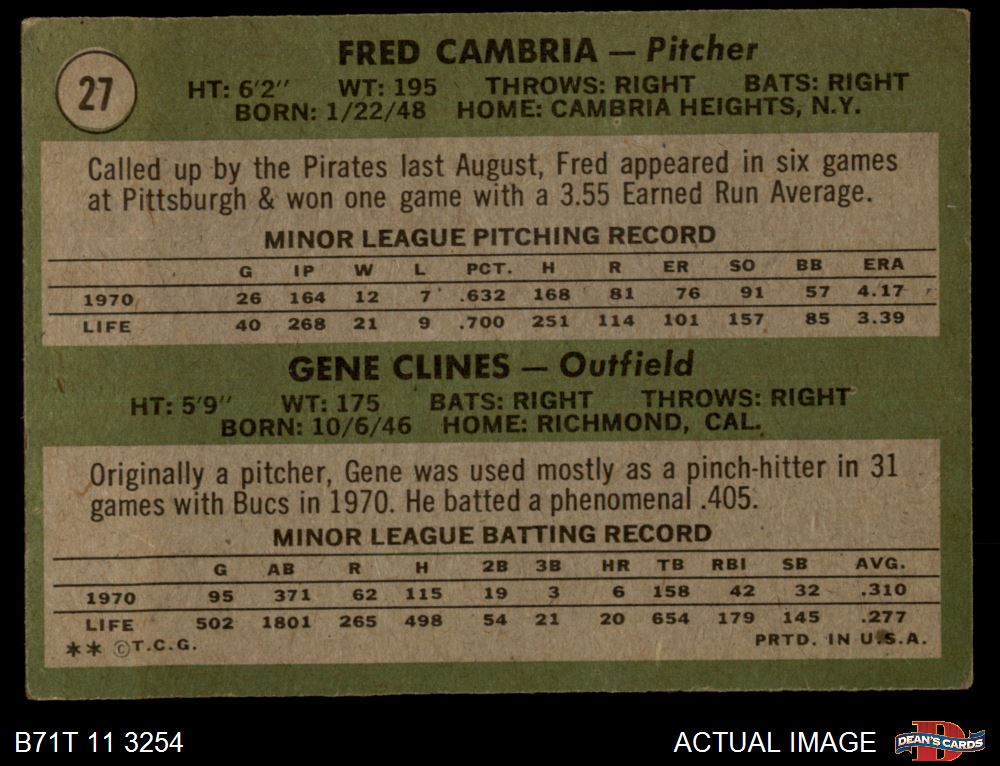 27
FRED CAMBRIA — Pitcher
HT: 6'2" WT: 195 THROWS: RIGHT BATS: RIGHT
BORN: 1/22/48 HOME: CAMBRIA HEIGHTS, N.Y.
Called up by the Pirates last August, Fred appeared in six games
at Pittsburgh & won one game with a 3.55 Earned Run Average.
MINOR LEAGUE PITCHING RECORD
G IP W L PCT. H R ER SO BB ERA
1970 26 164 12 7 .632 168 81 76 91 57 4.17
LIFE 40 268 21 9 .700 251 114 101 157 85 3.39
GENE CLINES — Outfield
HT: 5'9" WT: 175 BATS: RIGHT THROWS: RIGHT
BORN: 10/6/46 HOME: RICHMOND, CAL.
Originally a pitcher, Gene was used mostly as a pinch-hitter in 31
games with Bucs in 1970. He batted a phenomenal .405.
MINOR LEAGUE BATTING RECORD
G AB R H 2B 3B HR TB RBI SB AVG.
1970 95 371 62 115 19 3 6 158 42 32 .310
LIFE 502 1801 265 498 54 21 20 654 179 145 .277
** ©T.C.G. PRTD. IN U.S.A.
B71T 11 3254 ACTUAL IMAGE DEAN'S CARDS